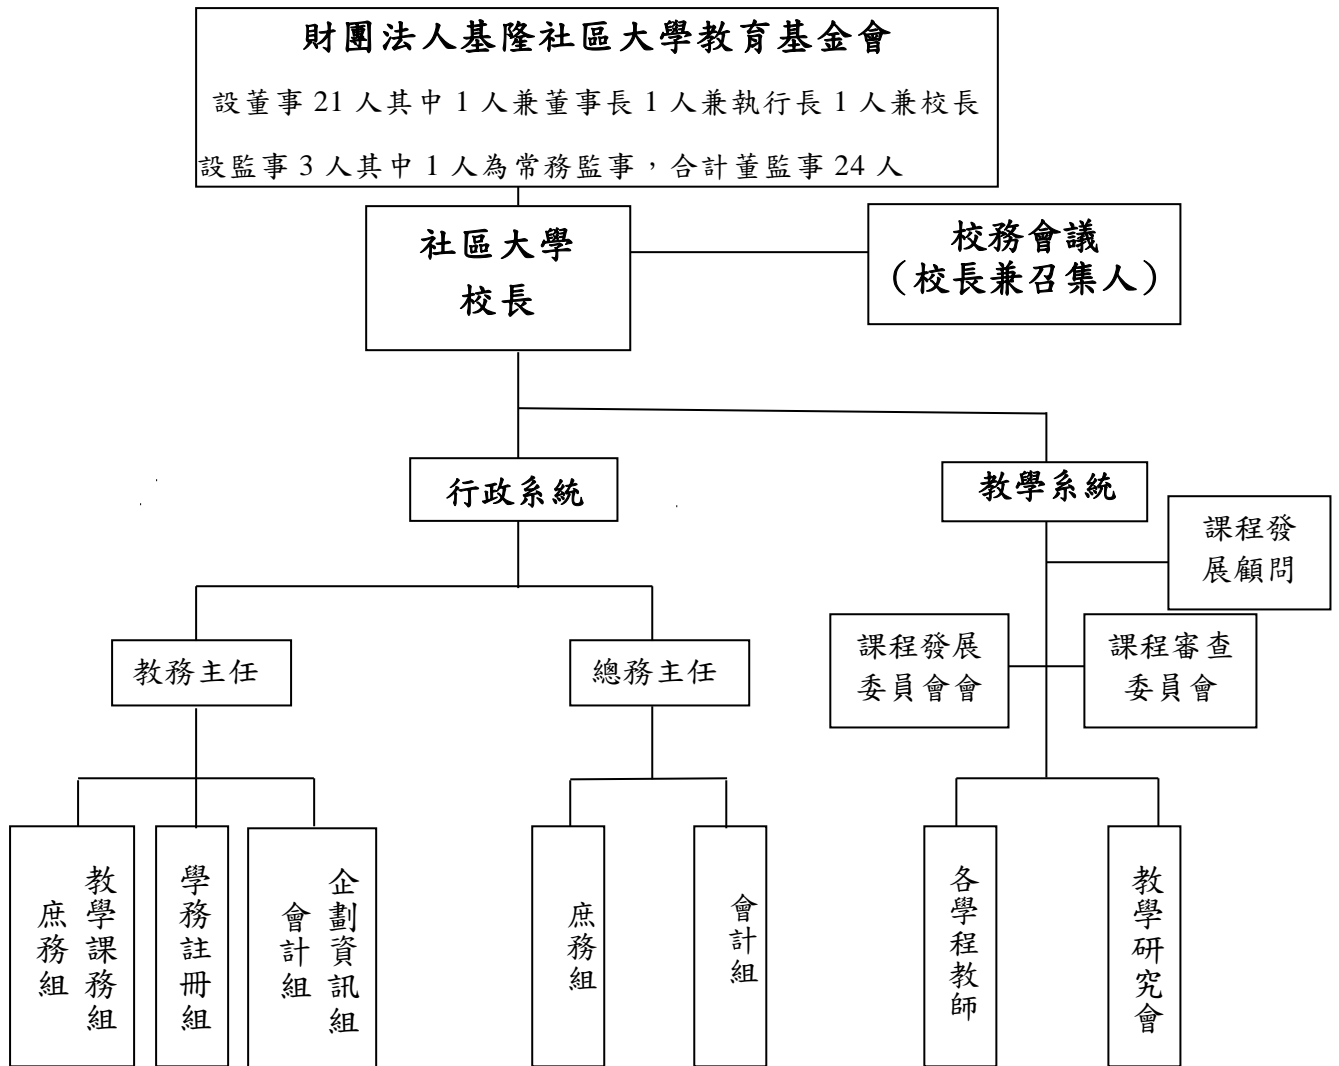 財團法人基隆社區大學教育基金會
設董事 21 人其中 1 人兼董事長 1 人兼執行長 1 人兼校長
設監事 3 人其中 1 人為常務監事，合計董監事 24 人
社區大學
校長
校務會議
（校長兼召集人）
行政系統
教學系統
課程發
展顧問
教務主任
總務主任
課程發展
委員會會
課程審查
委員會
教學課務組
庶務組
學務註冊組
企劃資訊組
會計組
庶務組
會計組
各學程教師
教學研究會